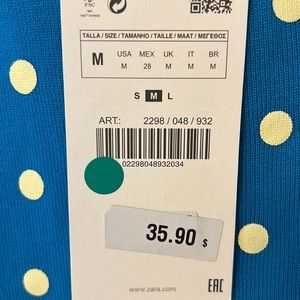 FSC
TALLA / SIZE / TAMANHO / TAILLE / MAAT / ΜΕΓΕΘΟΣ
M USA MEX UK IT BR
M 28 M M M
S M L
ART.: 2298 / 048 / 932
02298048932034
35.90 $
www.zara.com EAC